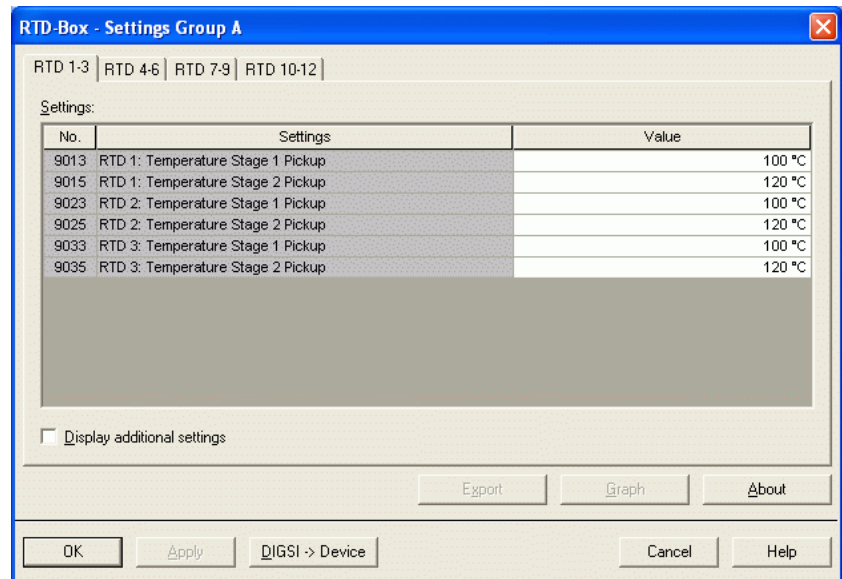 RTD-Box - Settings Group A
RTD 1-3 RTD 4-6 RTD 7-9 RTD 10-12
Settings:
No. Settings Value
9013 RTD 1: Temperature Stage 1 Pickup 100 °C
9015 RTD 1: Temperature Stage 2 Pickup 120 °C
9023 RTD 2: Temperature Stage 1 Pickup 100 °C
9025 RTD 2: Temperature Stage 2 Pickup 120 °C
9033 RTD 3: Temperature Stage 1 Pickup 100 °C
9035 RTD 3: Temperature Stage 2 Pickup 120 °C
Display additional settings
Export Graph About
OK Apply DIGSI -> Device Cancel Help